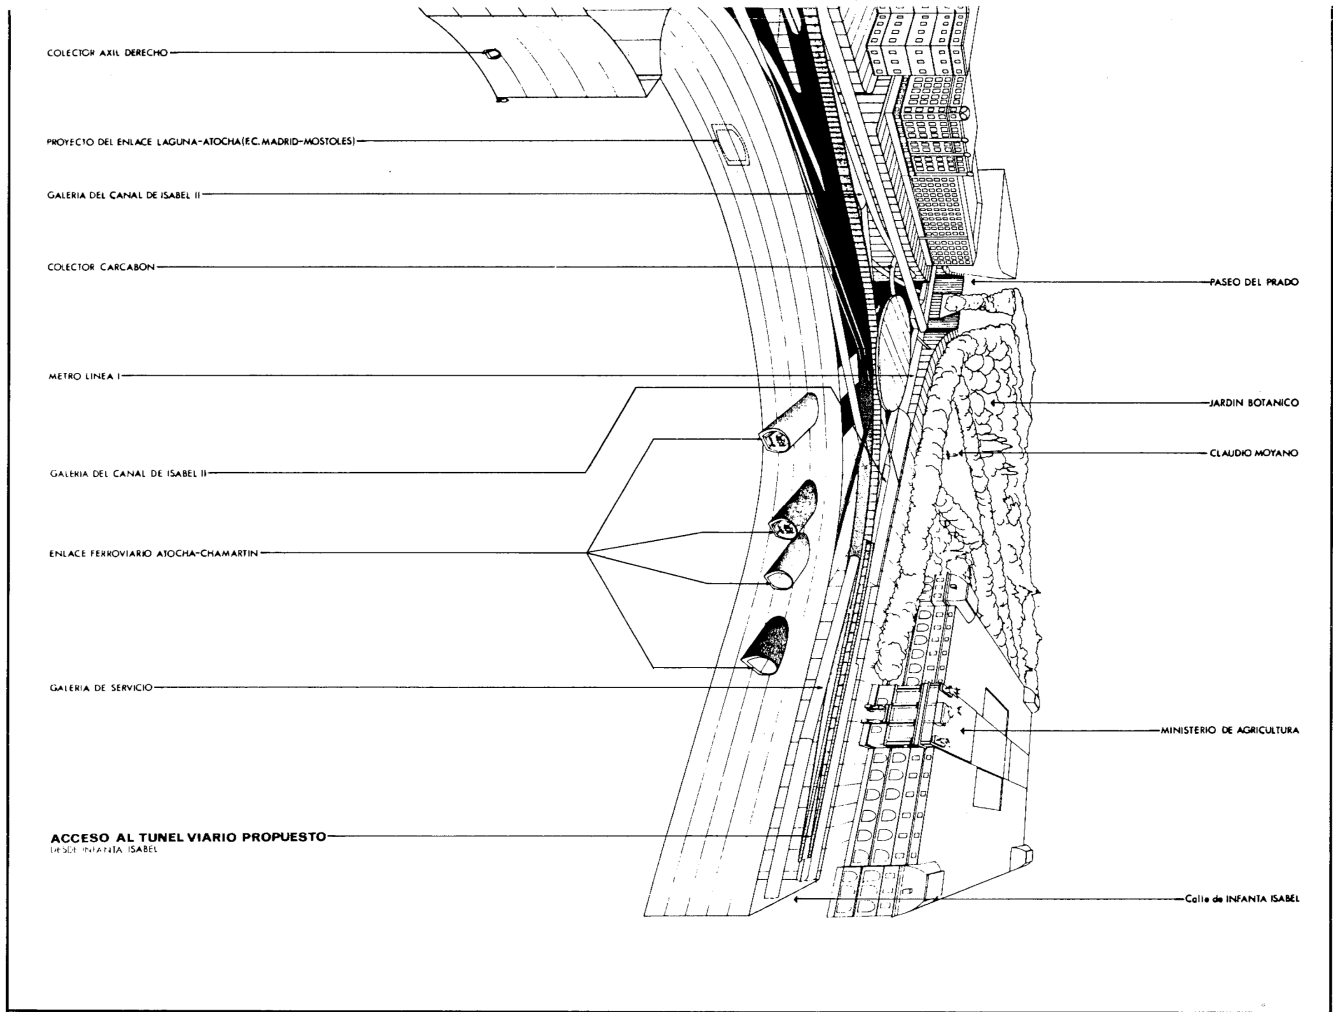 COLECTOR AXIL DERECHO
PROYECTO DEL ENLACE LAGUNA-ATOCHA (F.C. MADRID-MOSTOLES)
GALERIA DEL CANAL DE ISABEL II
COLECTOR CARCABON
METRO LINEA I
GALERIA DEL CANAL DE ISABEL II
ENLACE FERROVIARIO ATOCHA-CHAMARTIN
GALERIA DE SERVICIO
ACCESO AL TUNEL VIARIO PROPUESTO
DESDE INFANTA ISABEL
PASEO DEL PRADO
JARDIN BOTANICO
CLAUDIO MOYANO
MINISTERIO DE AGRICULTURA
Calle de INFANTA ISABEL